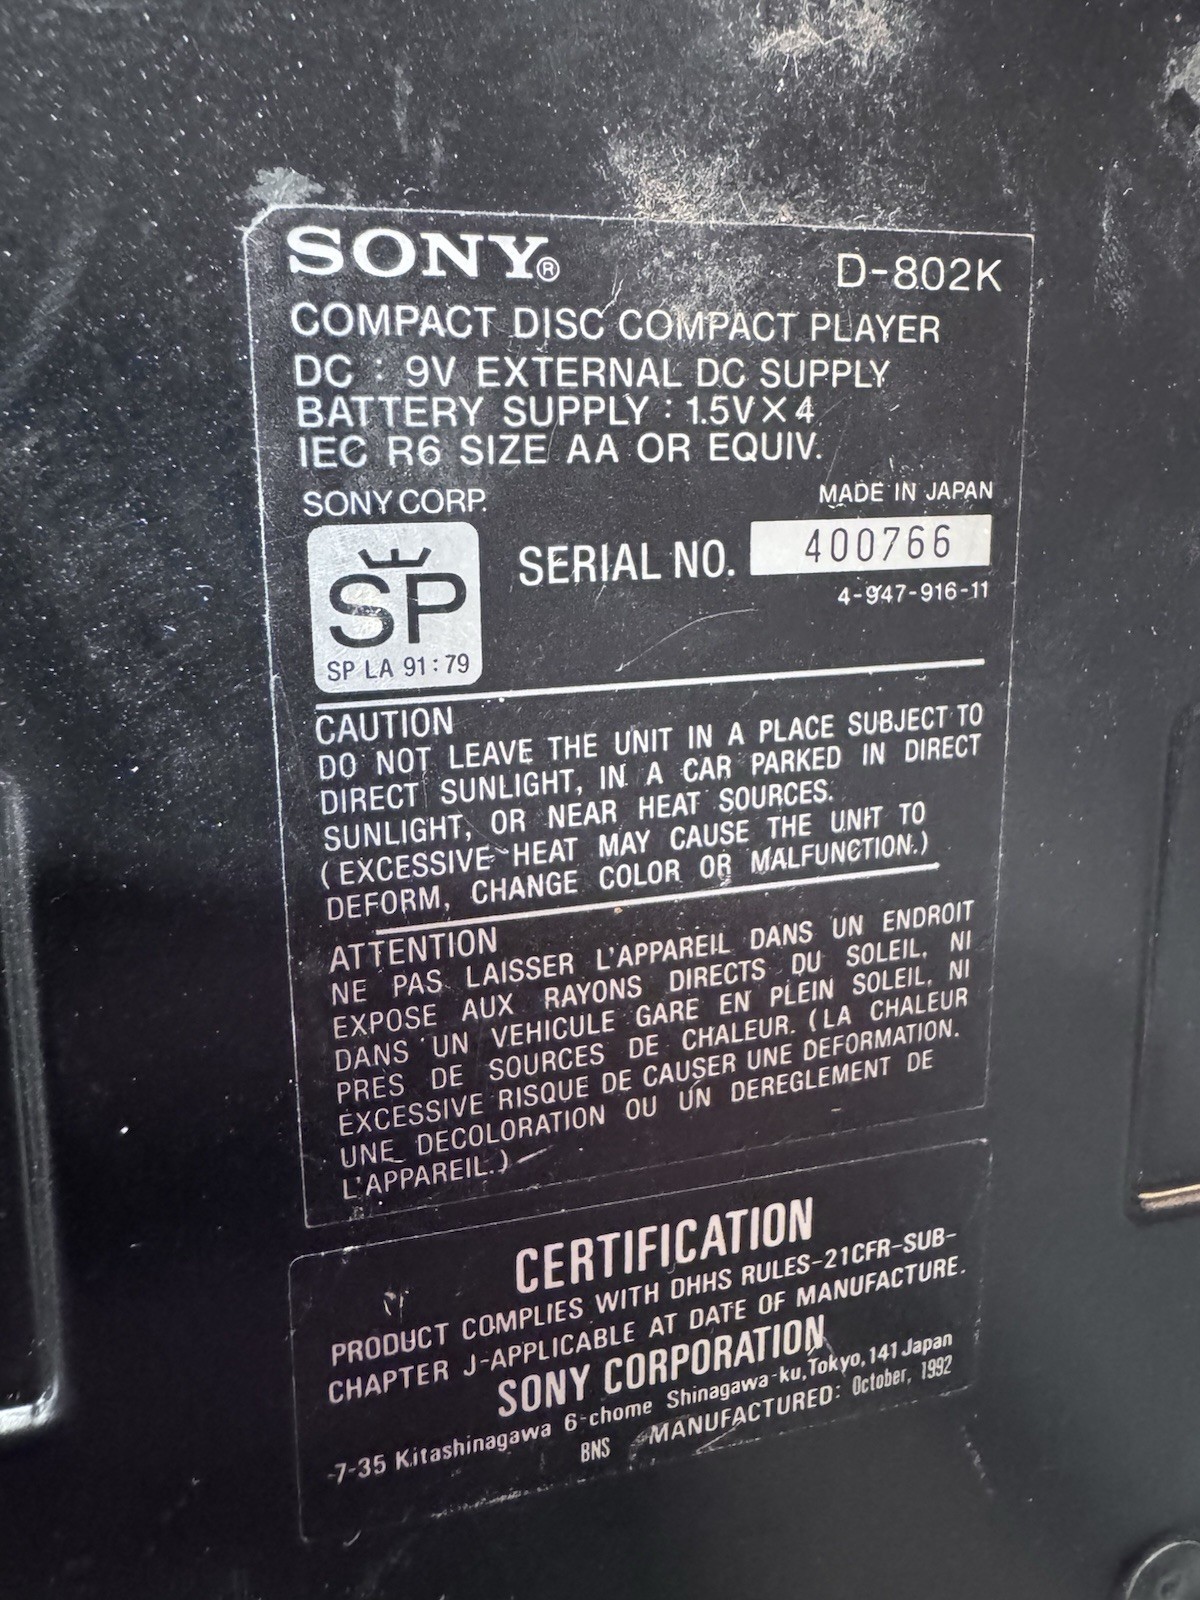 SONY®
D-802K
COMPACT DISC COMPACT PLAYER
DC : 9V EXTERNAL DC SUPPLY
BATTERY SUPPLY : 1.5V×4
IEC R6 SIZE AA OR EQUIV.
SONY CORP.
MADE IN JAPAN
SP
SP LA 91:79
SERIAL NO. 400766
4-947-916-11
CAUTION
DO NOT LEAVE THE UNIT IN A PLACE SUBJECT TO
DIRECT SUNLIGHT, IN A CAR PARKED IN DIRECT
SUNLIGHT, OR NEAR HEAT SOURCES.
(EXCESSIVE HEAT MAY CAUSE THE UNIT TO
DEFORM, CHANGE COLOR OR MALFUNCTION.)
ATTENTION
NE PAS LAISSER L'APPAREIL DANS UN ENDROIT
EXPOSE AUX RAYONS DIRECTS DU SOLEIL, NI
DANS UN VEHICULE GARE EN PLEIN SOLEIL, NI
PRES DE SOURCES DE CHALEUR. (LA CHALEUR
EXCESSIVE RISQUE DE CAUSER UNE DEFORMATION.
UNE DECOLORATION OU UN DEREGLEMENT DE
L'APPAREIL.)
CERTIFICATION
PRODUCT COMPLIES WITH DHHS RULES-21CFR-SUB-
CHAPTER J-APPLICABLE AT DATE OF MANUFACTURE.
SONY CORPORATION
7-35 Kitashinagawa 6-chome Shinagawa-ku,Tokyo,141 Japan
BNS MANUFACTURED: October, 1992